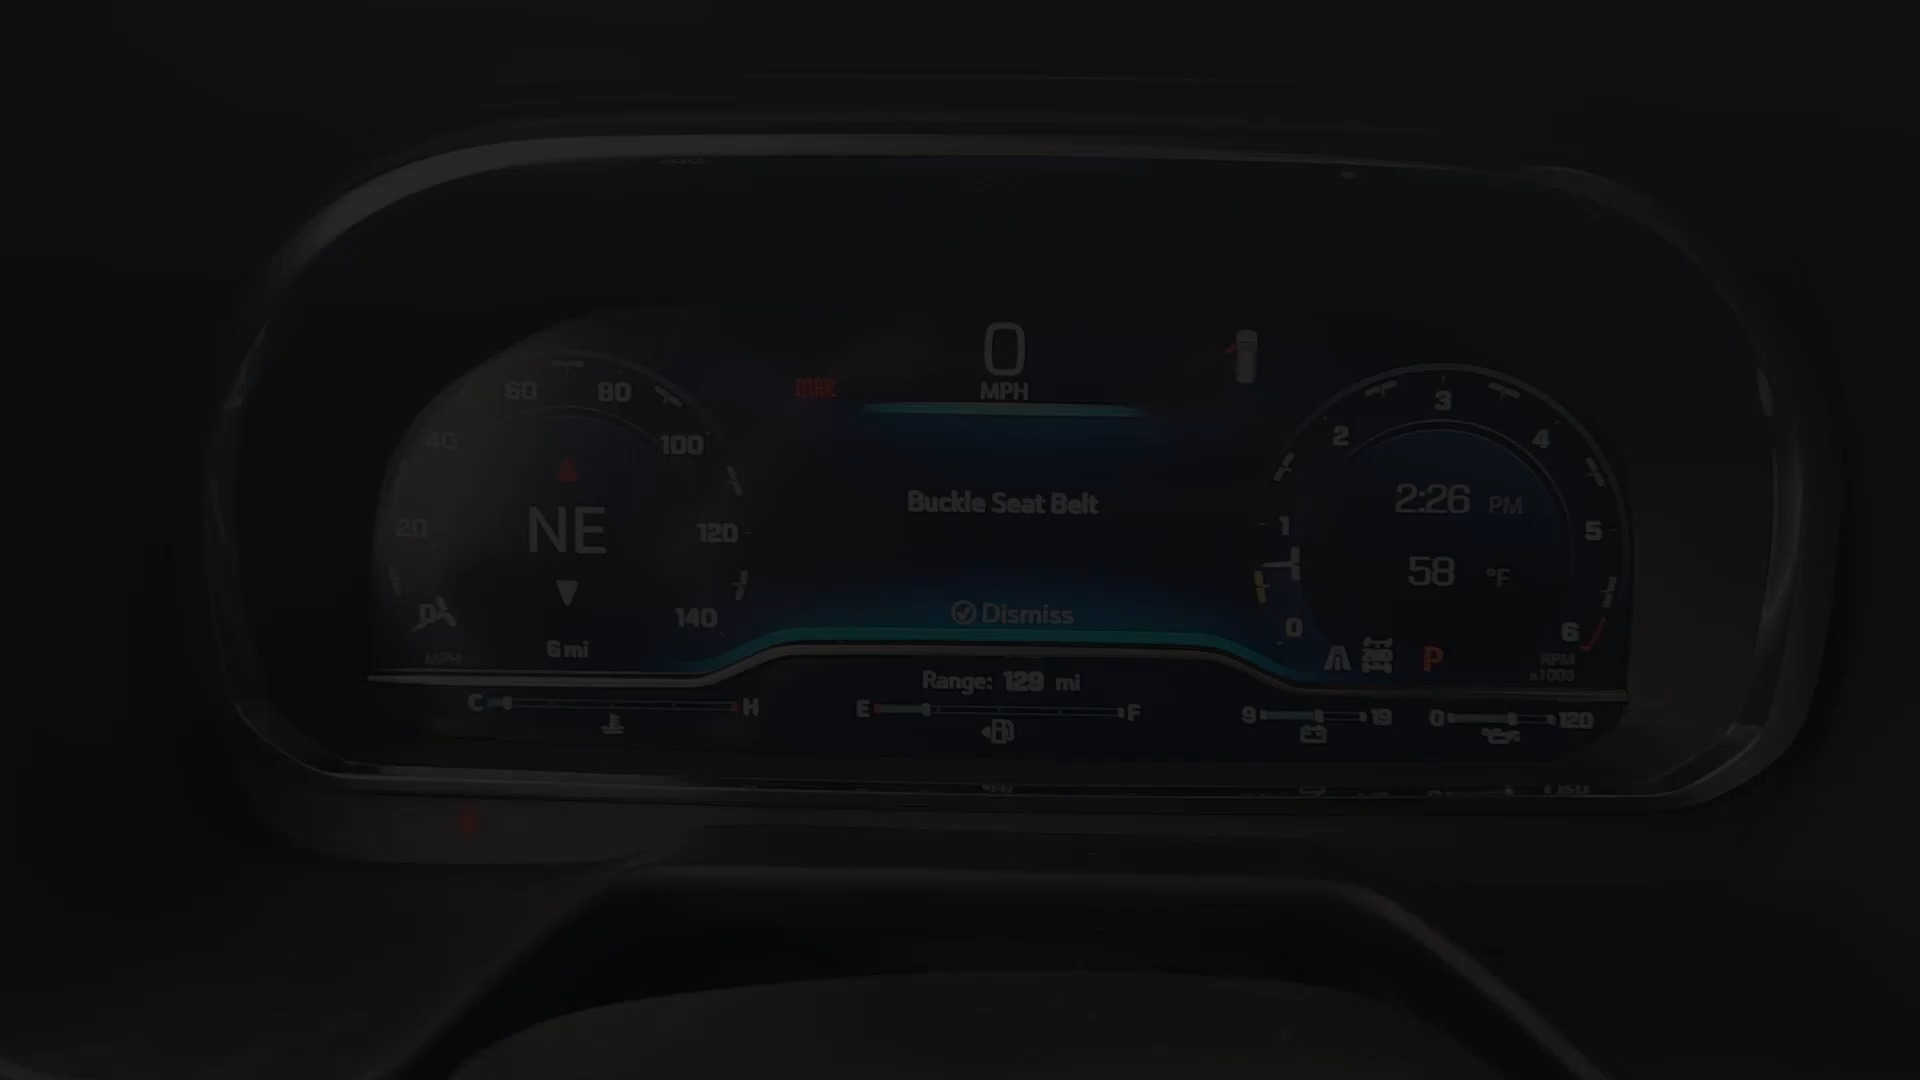 0
MPH
PARK
60 80
40 100
20 120
140
NE
6 mi
MPH
Buckle Seat Belt
Dismiss
3
2 4
1 5
0 6
2:26 PM
58 °F
P
RPM
x1000
Range: 129 mi
C H
E F
9 19
0 120